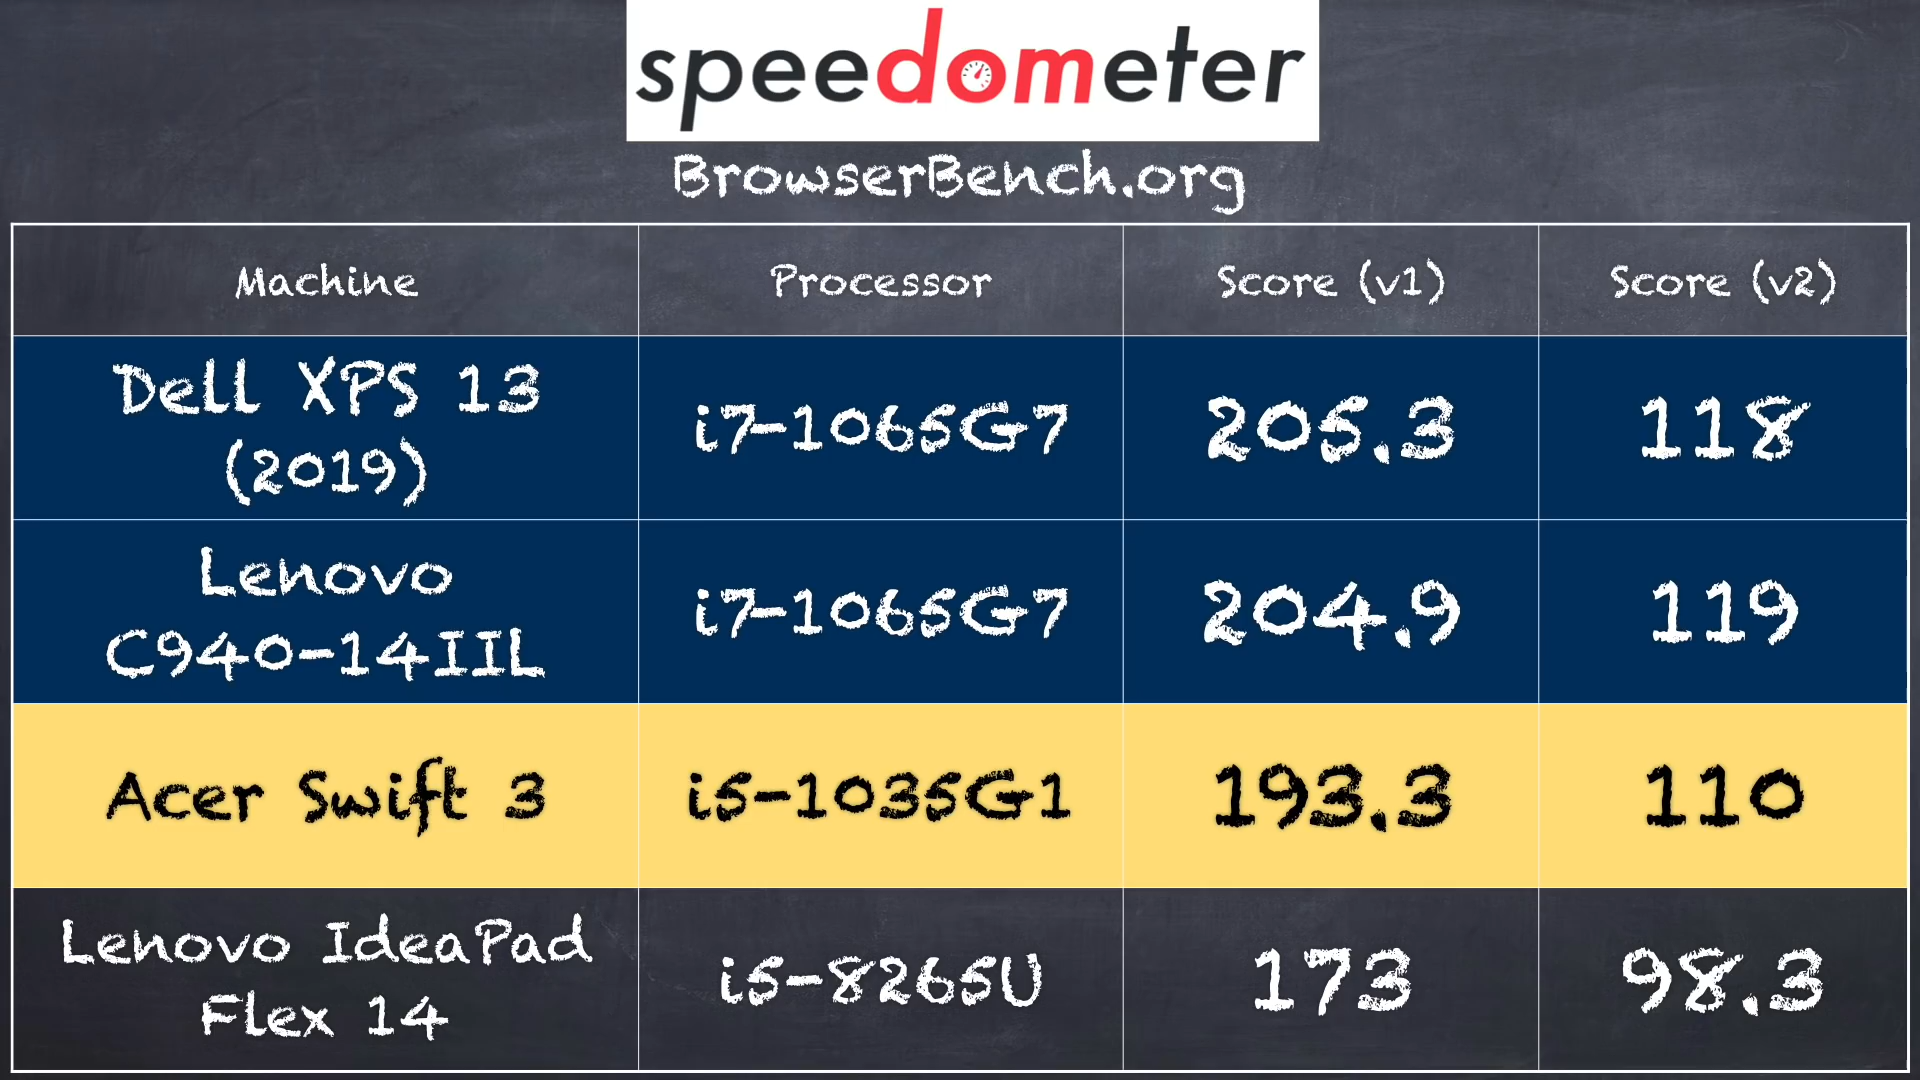 speedometer
BrowserBench.org
Machine Processor Score (v1) Score (v2)
Dell XPS 13
(2019)
i7-1065G7 205.3 118
Lenovo
C940-14IIL
i7-1065G7 204.9 119
Acer Swift 3 i5-1035G1 193.3 110
Lenovo IdeaPad
Flex 14
i5-8265U 173 98.3